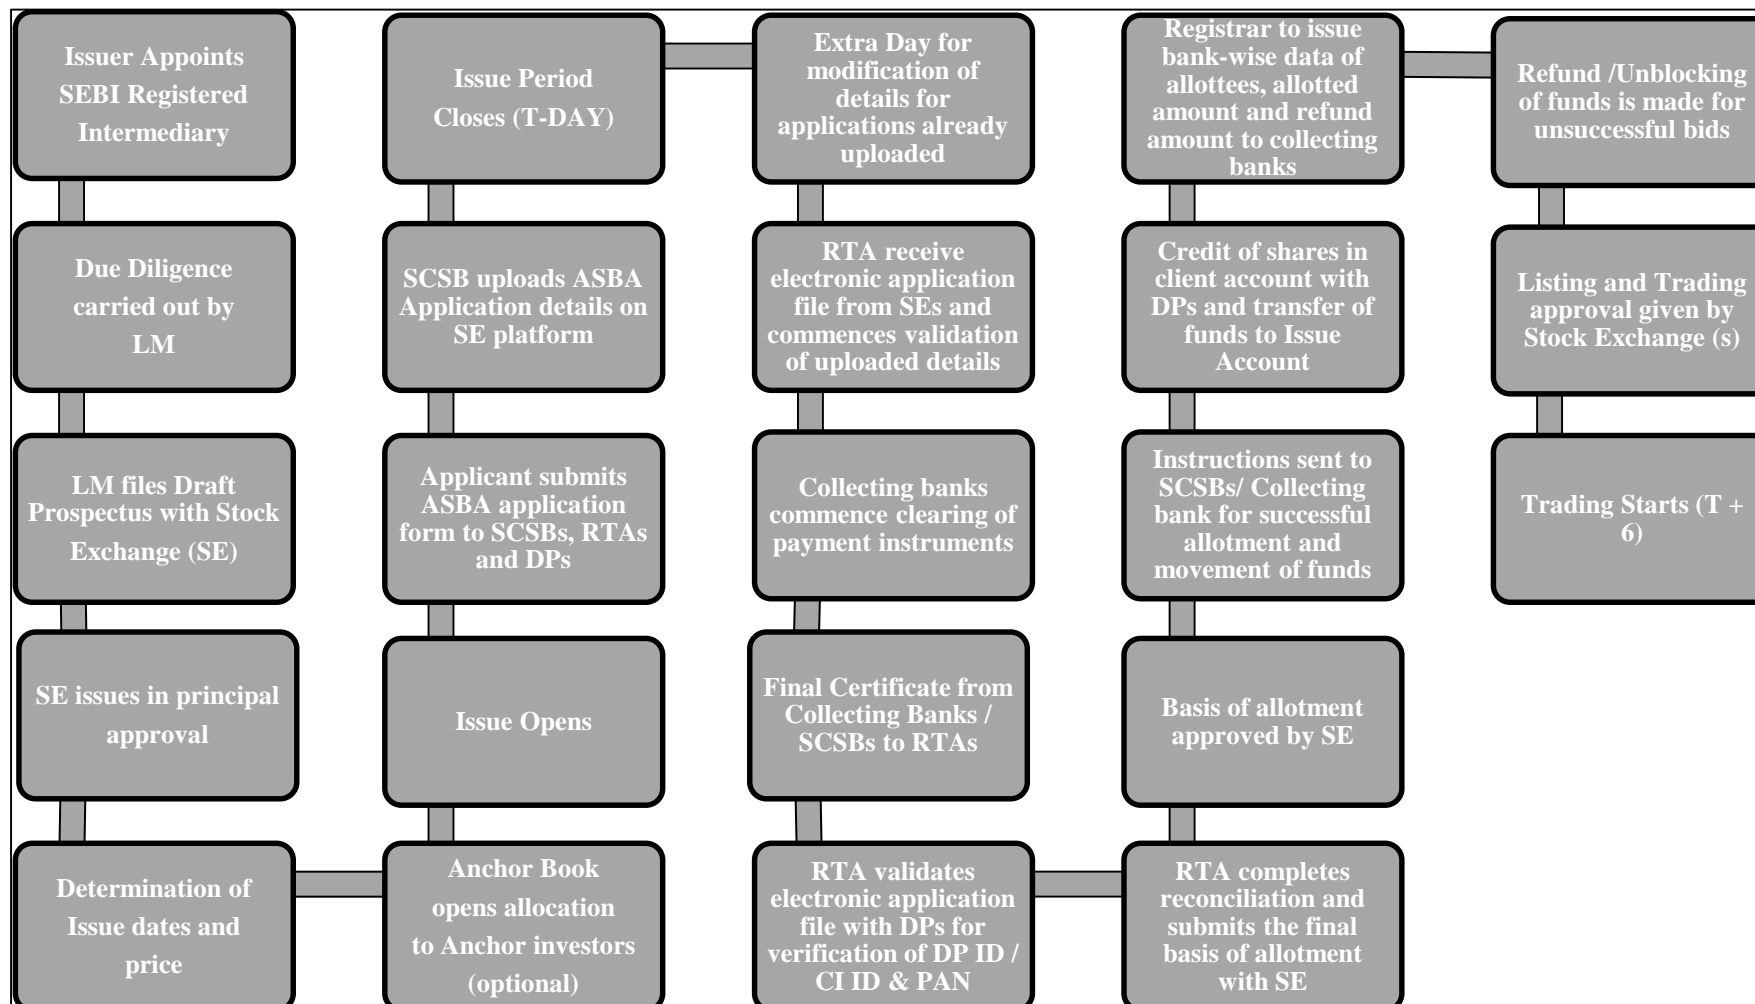 Issuer Appoints
SEBI Registered
Intermediary
Due Diligence
carried out by
LM
LM files Draft
Prospectus with Stock
Exchange (SE)
SE issues in principal
approval
Determination of
Issue dates and
price
Anchor Book
opens allocation
to Anchor investors
(optional)
Issue Opens
Applicant submits
ASBA application
form to SCSBs, RTAs
and DPs
SCSB uploads ASBA
Application details on
SE platform
Issue Period
Closes (T-DAY)
Extra Day for
modification of
details for
applications already
uploaded
RTA receive
electronic application
file from SEs and
commences validation
of uploaded details
Collecting banks
commence clearing of
payment instruments
Final Certificate from
Collecting Banks /
SCSBs to RTAs
RTA validates
electronic application
file with DPs for
verification of DP ID /
CI ID & PAN
RTA completes
reconciliation and
submits the final
basis of allotment
with SE
Basis of allotment
approved by SE
Instructions sent to
SCSBs/ Collecting
bank for successful
allotment and
movement of funds
Credit of shares in
client account with
DPs and transfer of
funds to Issue
Account
Registrar to issue
bank-wise data of
allottees, allotted
amount and refund
amount to collecting
banks
Refund /Unblocking
of funds is made for
unsuccessful bids
Listing and Trading
approval given by
Stock Exchange (s)
Trading Starts (T +
6)